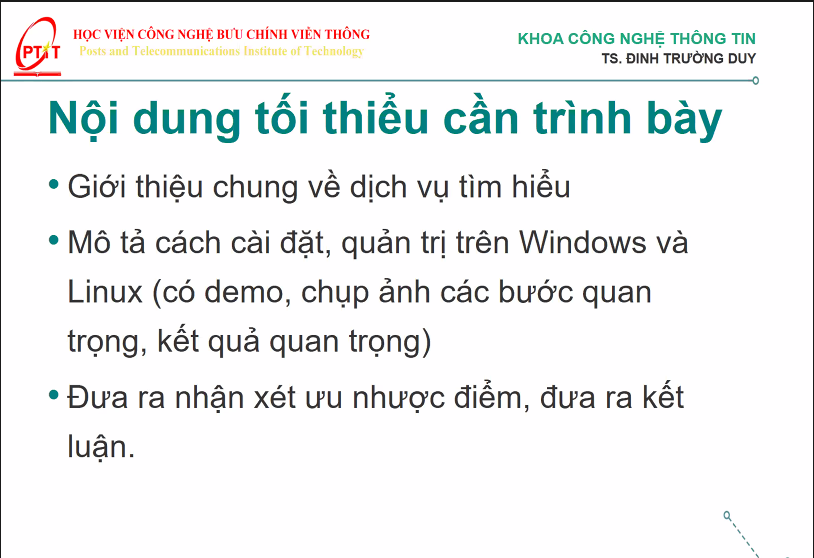 HỌC VIỆN CÔNG NGHỆ BƯU CHÍNH VIỄN THÔNG
Posts and Telecommunications Institute of Technology
PTIT
KHOA CÔNG NGHỆ THÔNG TIN
TS. ĐINH TRƯỜNG DUY
Nội dung tối thiểu cần trình bày
• Giới thiệu chung về dịch vụ tìm hiểu
• Mô tả cách cài đặt, quản trị trên Windows và
Linux (có demo, chụp ảnh các bước quan
trọng, kết quả quan trọng)
• Đưa ra nhận xét ưu nhược điểm, đưa ra kết
luận.